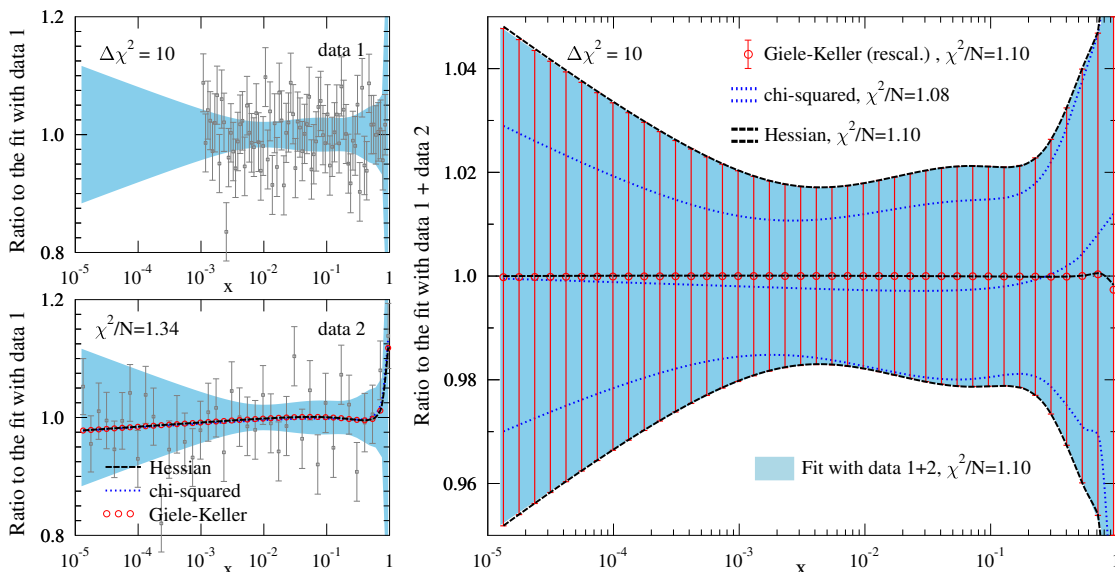 1.2
1.0
0.8
Ratio to the fit with data 1
Δχ² = 10
data 1
10⁻⁵ 10⁻⁴ 10⁻³ 10⁻² 10⁻¹ 1
x
1.2
1.0
0.8
Ratio to the fit with data 1
χ²/N=1.34
data 2
Hessian
chi-squared
Giele-Keller
10⁻⁵ 10⁻⁴ 10⁻³ 10⁻² 10⁻¹ 1
x
1.04
1.02
1.0
0.98
0.96
Ratio to the fit with data 1 + data 2
Δχ² = 10
Giele-Keller (rescal.) , χ²/N=1.10
chi-squared, χ²/N=1.08
Hessian, χ²/N=1.10
Fit with data 1+2, χ²/N=1.10
10⁻⁵ 10⁻⁴ 10⁻³ 10⁻² 10⁻¹ 1
x